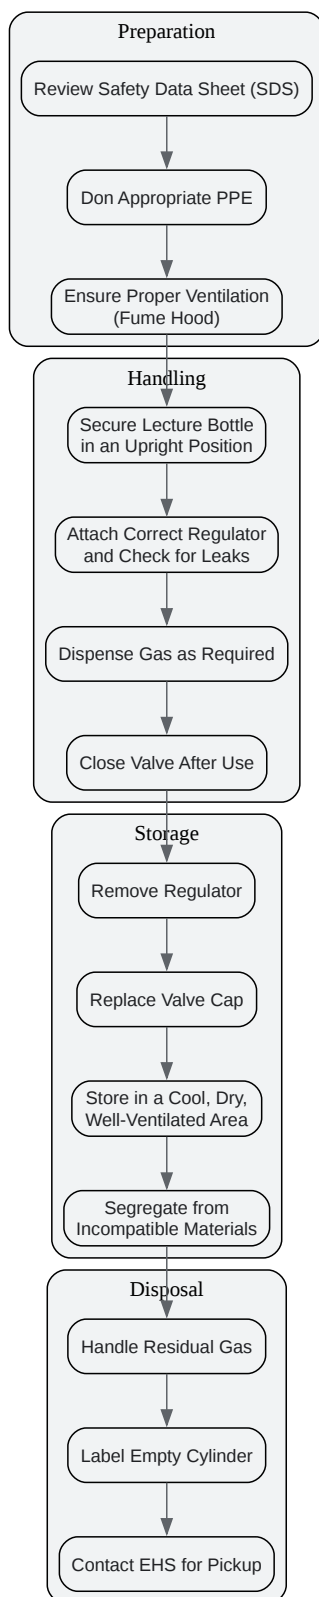 Preparation
Review Safety Data Sheet (SDS)
Don Appropriate PPE
Ensure Proper Ventilation
(Fume Hood)
Handling
Secure Lecture Bottle
in an Upright Position
Attach Correct Regulator
and Check for Leaks
Dispense Gas as Required
Close Valve After Use
Storage
Remove Regulator
Replace Valve Cap
Store in a Cool, Dry,
Well-Ventilated Area
Segregate from
Incompatible Materials
Disposal
Handle Residual Gas
Label Empty Cylinder
Contact EHS for Pickup